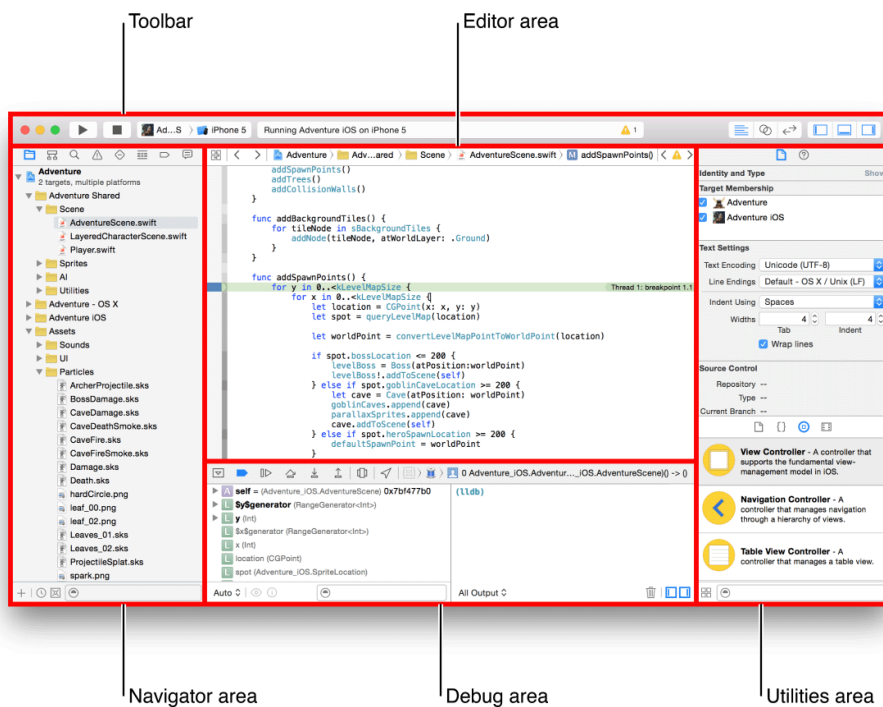 Toolbar
Editor area
Ad...S
iPhone 5
Running Adventure iOS on iPhone 5
1
Adventure
2 targets, multiple platforms
Adventure Shared
Scene
AdventureScene.swift
LayeredCharacterScene.swift
Player.swift
Sprites
AI
Utilities
Adventure - OS X
Adventure iOS
Assets
Sounds
UI
Particles
ArcherProjectile.sks
BossDamage.sks
CaveDamage.sks
CaveDeathSmoke.sks
CaveFire.sks
CaveFireSmoke.sks
Damage.sks
Death.sks
hardCircle.png
leaf_00.png
leaf_02.png
Leaves_01.sks
Leaves_02.sks
ProjectileSplat.sks
spark.png
Adventure 〉 Adv...ared 〉 Scene 〉 AdventureScene.swift 〉 M addSpawnPoints()
addSpawnPoints()
addTrees()
addCollisionWalls()
}
func addBackgroundTiles() {
for tileNode in sBackgroundTiles {
addNode(tileNode, atWorldLayer: .Ground)
}
}
func addSpawnPoints() {
for y in 0..<kLevelMapSize {
Thread 1: breakpoint 1.1
for x in 0..<kLevelMapSize {
let location = CGPoint(x: x, y: y)
let spot = queryLevelMap(location)
let worldPoint = convertLevelMapPointToWorldPoint(location)
if spot.bossLocation <= 200 {
levelBoss = Boss(atPosition:worldPoint)
levelBoss!.addToScene(self)
} else if spot.goblinCaveLocation >= 200 {
let cave = Cave(atPosition: worldPoint)
goblinCaves.append(cave)
parallaxSprites.append(cave)
cave.addToScene(self)
} else if spot.heroSpawnLocation >= 200 {
defaultSpawnPoint = worldPoint
}
0 Adventure_iOS.Adventur..._iOS.AdventureScene)() -> ()
A self = (Adventure_iOS.AdventureScene) 0x7bf477b0
L $y$generator (RangeGenerator<Int>)
L y (Int)
L $x$generator (RangeGenerator<Int>)
L x (Int)
L location (CGPoint)
L spot (Adventure_iOS.SpriteLocation)
Auto
(lldb)
All Output
Identity and Type
Show
Target Membership
Adventure
Adventure iOS
Text Settings
Text Encoding Unicode (UTF-8)
Line Endings Default - OS X / Unix (LF)
Indent Using Spaces
Widths 4 4
Tab Indent
Wrap lines
Source Control
Repository --
Type --
Current Branch --
View Controller - A controller that
supports the fundamental view-
management model in iOS.
Navigation Controller - A
controller that manages navigation
through a hierarchy of views.
Table View Controller - A
controller that manages a table view.
Navigator area
Debug area
Utilities area